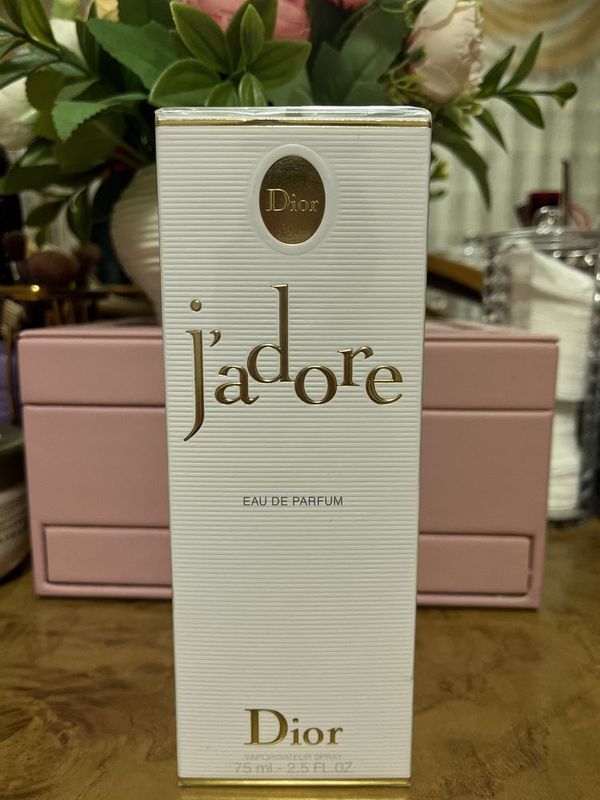 Dior
j'adore
EAU DE PARFUM
Dior
VAPORISATEUR SPRAY
75 ml - 2.5 FL.OZ